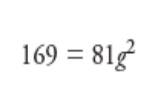 169 = 81g²